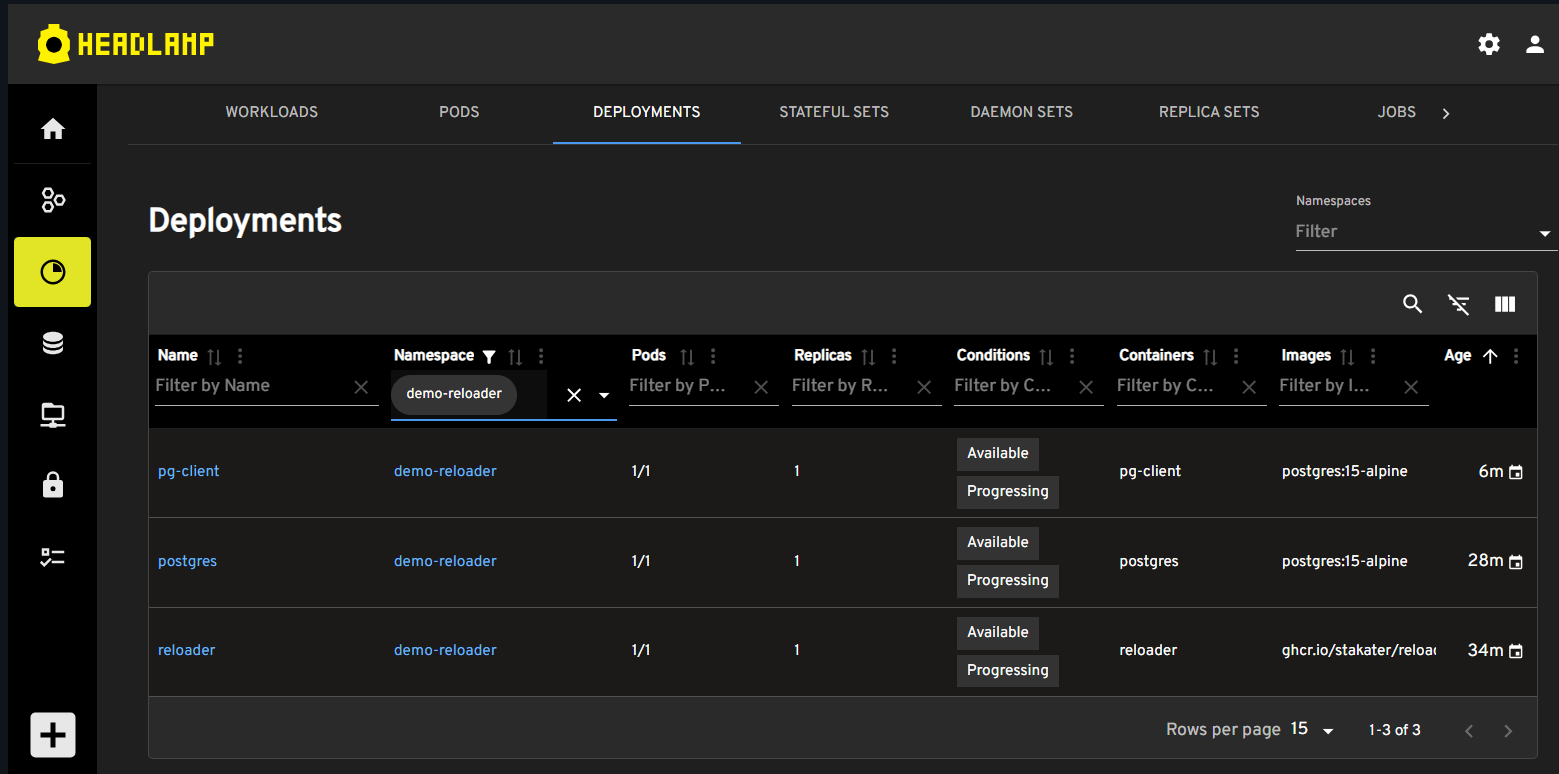 HEADLAMP
WORKLOADS PODS DEPLOYMENTS STATEFUL SETS DAEMON SETS REPLICA SETS JOBS
Deployments
Namespaces
Filter
Name Namespace Pods Replicas Conditions Containers Images Age
Filter by Name demo-reloader Filter by P... Filter by R... Filter by C... Filter by C... Filter by I...
pg-client demo-reloader 1/1 1 Available Progressing pg-client postgres:15-alpine 6m
postgres demo-reloader 1/1 1 Available Progressing postgres postgres:15-alpine 28m
reloader demo-reloader 1/1 1 Available Progressing reloader ghcr.io/stakater/reload 34m
Rows per page 15 1-3 of 3